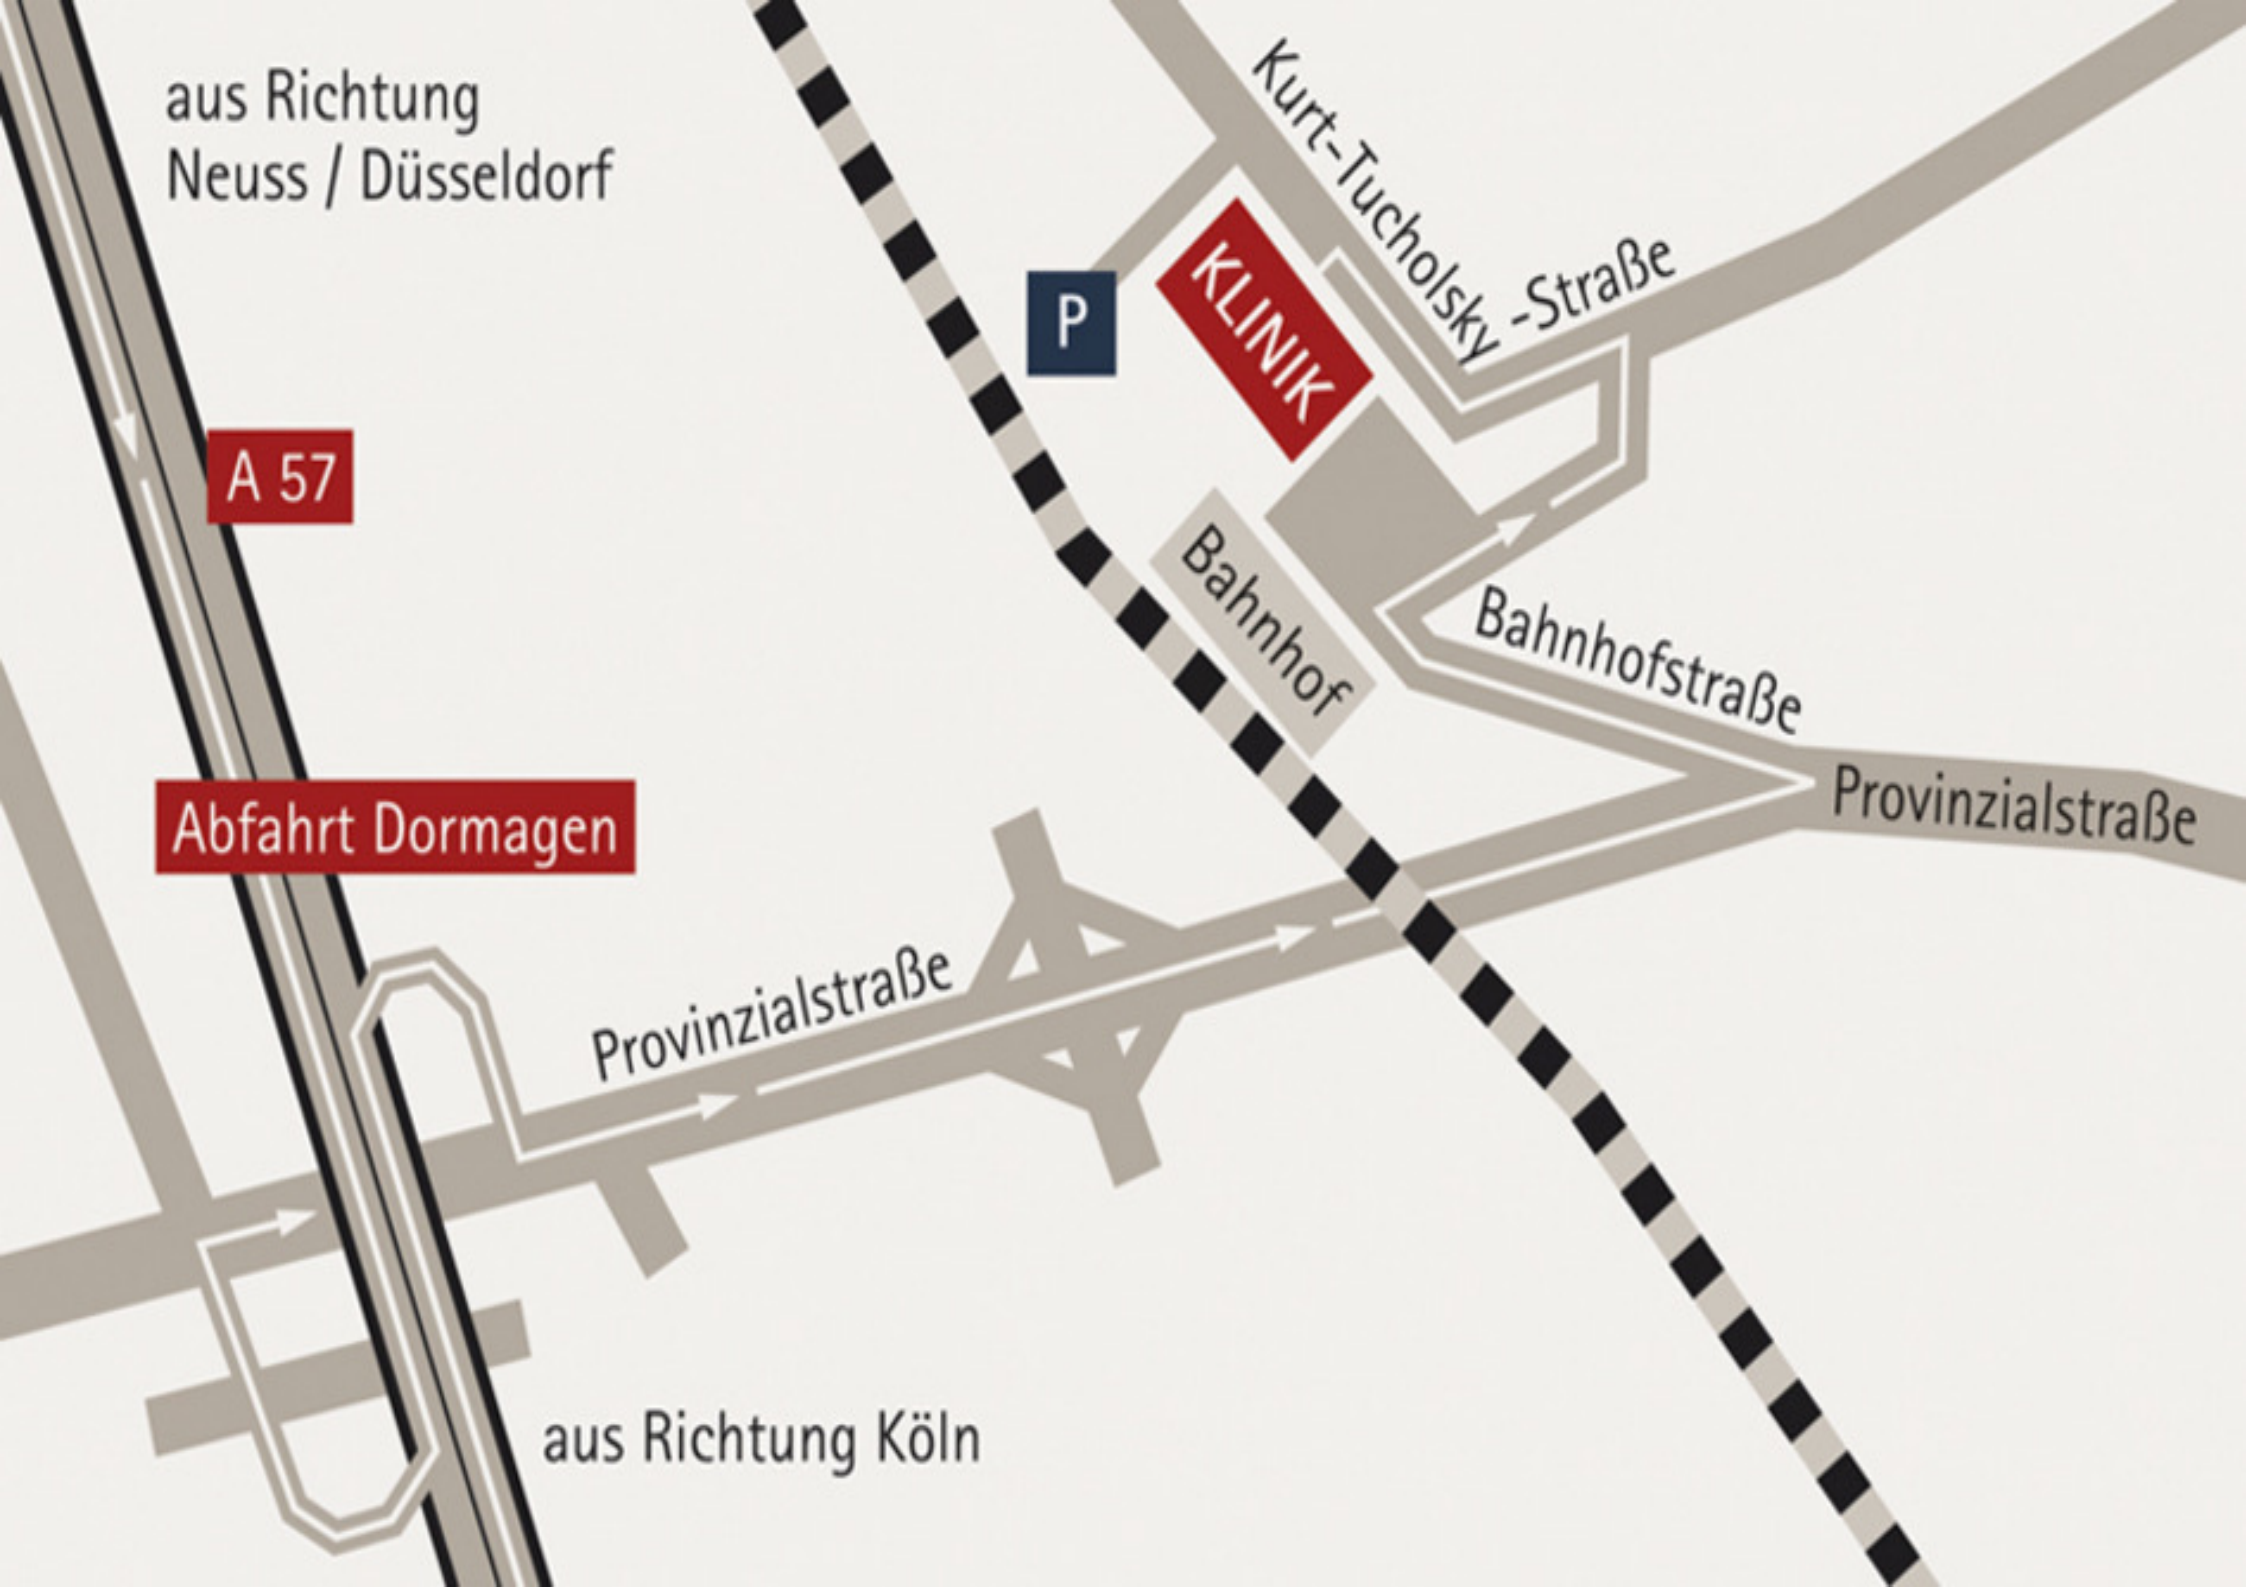 aus Richtung
Neuss / Düsseldorf
Kurt-Tucholsky
-Straße
KLINIK
P
A 57
Bahnhof
Bahnhofstraße
Provinzialstraße
Abfahrt Dormagen
Provinzialstraße
aus Richtung Köln